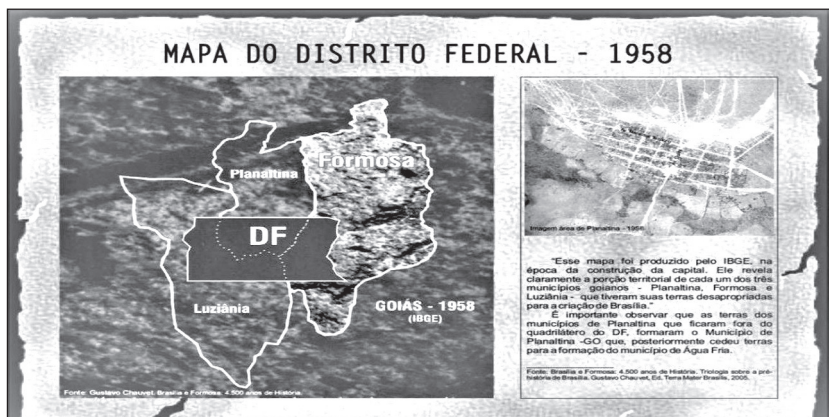 MAPA DO DISTRITO FEDERAL - 1958
Formosa
Planaltina
DF
Luziânia
GOIÁS - 1958
(IBGE)
Fonte: Gustavo Chauvet. Brasília e Formosa: 4.500 anos de História.
Imagem área de Planaltina - 1958
"Esse mapa foi produzido pelo IBGE, na
época da construção da capital. Ele revela
claramente a porção territorial de cada um dos três
municípios goianos - Planaltina, Formosa e
Luziânia - que tiveram suas terras desapropriadas
para a criação de Brasília."
É importante observar que as terras dos
municípios de Planaltina que ficaram fora do
quadrilátero do DF, formaram o Município de
Planaltina -GO que, posteriormente cedeu terras
para a formação do município de Água Fria.
Fonte: Brasília e Formosa: 4.500 anos de História. Triologia sobre a pré-
história de Brasília. Gustavo Chauvet, Ed. Terra Mater Brasilis, 2005.